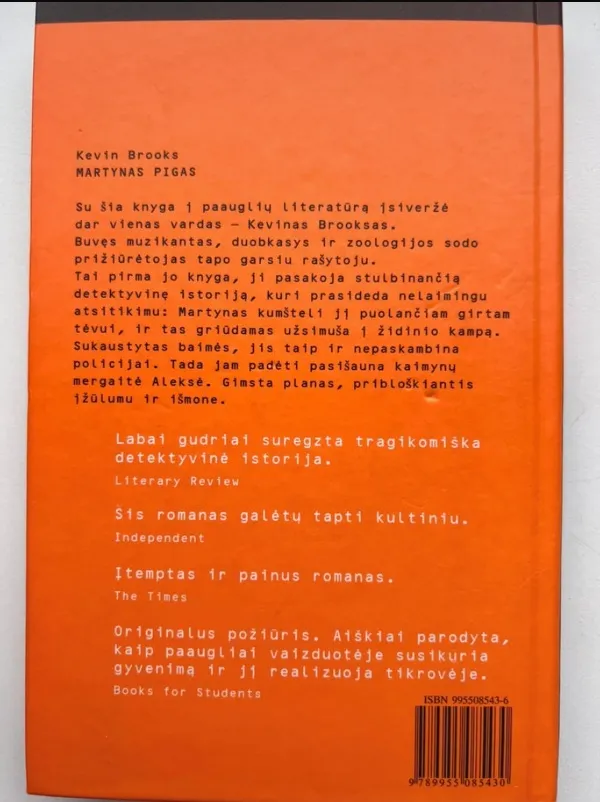 Kevin Brooks
MARTYNAS PIGAS
Su šia knyga į paauglių literatūrą įsiveržė
dar vienas vardas – Kevinas Brooksas.
Buvęs muzikantas, duobkasys ir zoologijos sodo
prižiūrėtojas tapo garsiu rašytoju.
Tai pirma jo knyga, ji pasakoja stulbinančią
detektyvinę istoriją, kuri prasideda nelaimingu
atsitikimu: Martynas kumšteli jį puolančiam girtam
tėvui, ir tas griūdamas užsimuša į židinio kampą.
Sukaustytas baimės, jis taip ir nepaskambina
policijai. Tada jam padėti pasišauna kaimynų
mergaitė Aleksė. Gimsta planas, pribloškiantis
įžūlumu ir išmone.
Labai gudriai suregzta tragikomiška
detektyvinė istorija.
Literary Review
Šis romanas galėtų tapti kultiniu.
Independent
Įtemptas ir painus romanas.
The Times
Originalus požiūris. Aiškiai parodyta,
kaip paaugliai vaizduotėje susikuria
gyvenimą ir jį realizuoja tikrovėje.
Books for Students
ISBN 995508543-6
9 789955 085430